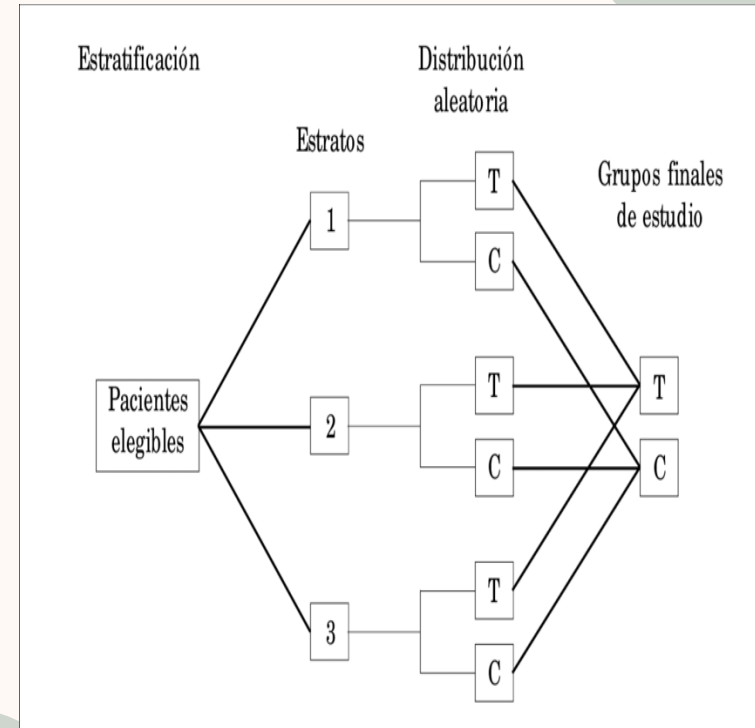 Estratificación
Distribución
aleatoria
Estratos
Grupos finales
de estudio
T
1
C
T
T
Pacientes
elegibles
2
C
C
T
3
C